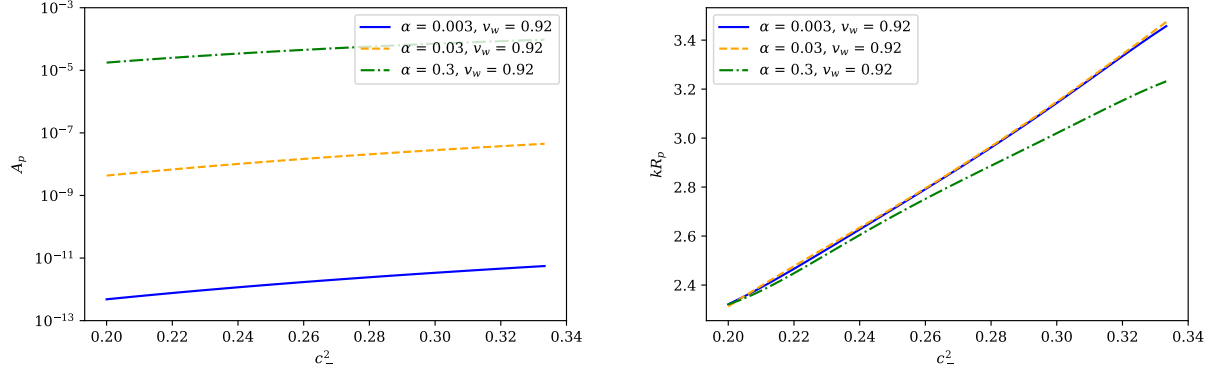 10⁻³
10⁻⁵
10⁻⁷
10⁻⁹
10⁻¹¹
10⁻¹³
A_p
α = 0.003, v_w = 0.92
α = 0.03, v_w = 0.92
α = 0.3, v_w = 0.92
0.20 0.22 0.24 0.26 0.28 0.30 0.32 0.34
c²₋
3.4
3.2
3.0
2.8
2.6
2.4
kR_p
α = 0.003, v_w = 0.92
α = 0.03, v_w = 0.92
α = 0.3, v_w = 0.92
0.20 0.22 0.24 0.26 0.28 0.30 0.32 0.34
c²₋